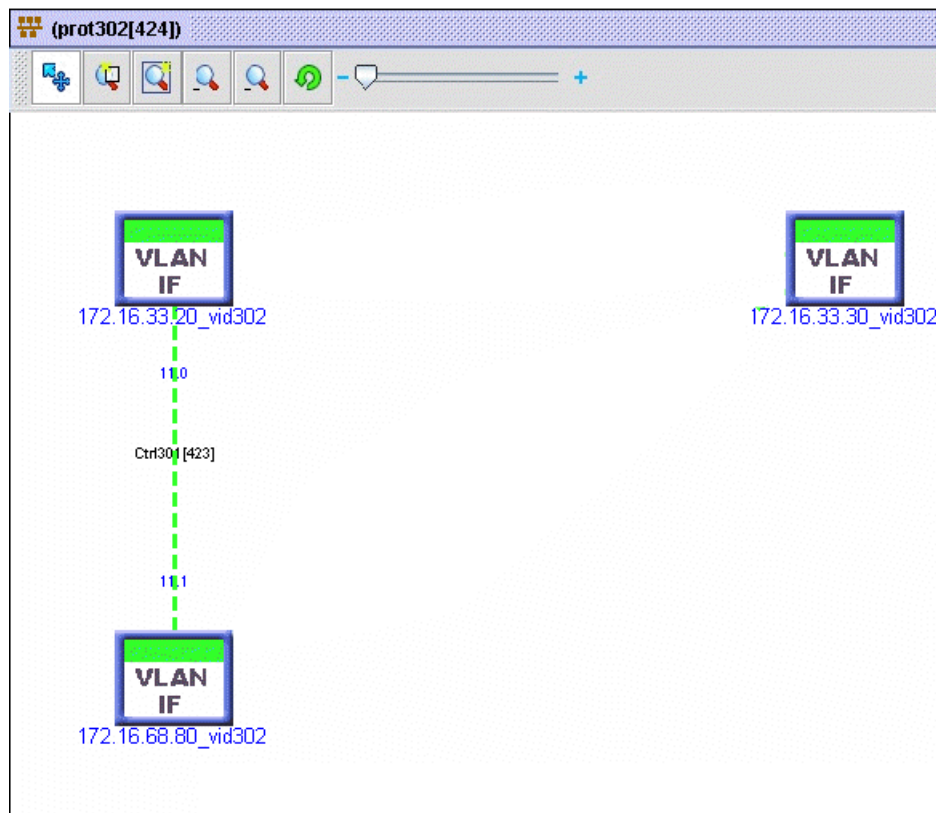 (prot302[424])
VLAN IF
172.16.33.20_vid302
VLAN IF
172.16.33.30_vid302
11.0
Ctrl301[423]
11.1
VLAN IF
172.16.68.80_vid302